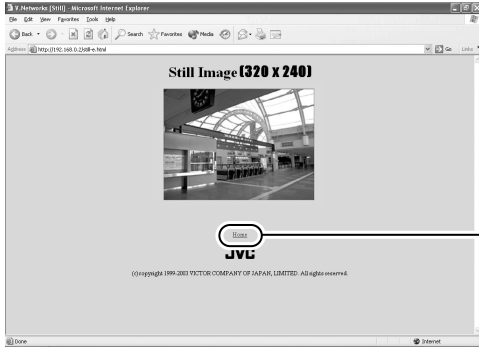 V.Networks [Still] - Microsoft Internet Explorer
File Edit View Favorites Tools Help
Back Search Favorites Media
Address http://192.168.0.2/still-e.html Go Links
Still Image (320 X 240)
Home
JVC
(c)copyright 1999-2003 VICTOR COMPANY OF JAPAN, LIMITED. All rights reserved.
Done Internet